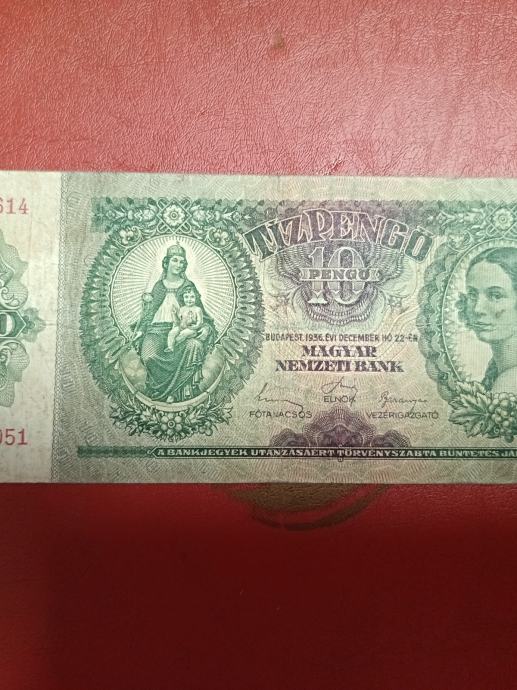 614
TÍZPENGŐ
10
PENGŐ
BUDAPEST, 1936. ÉVI DECEMBER HÓ 22-ÉN
MAGYAR
NEMZETI BANK
FŐTANÁCSOS
ELNÖK
VEZÉRIGAZGATÓ
051
A BANKJEGYEK UTÁNZÁSÁÉRT TÖRVÉNYSZABTA BÜNTETÉS JÁR